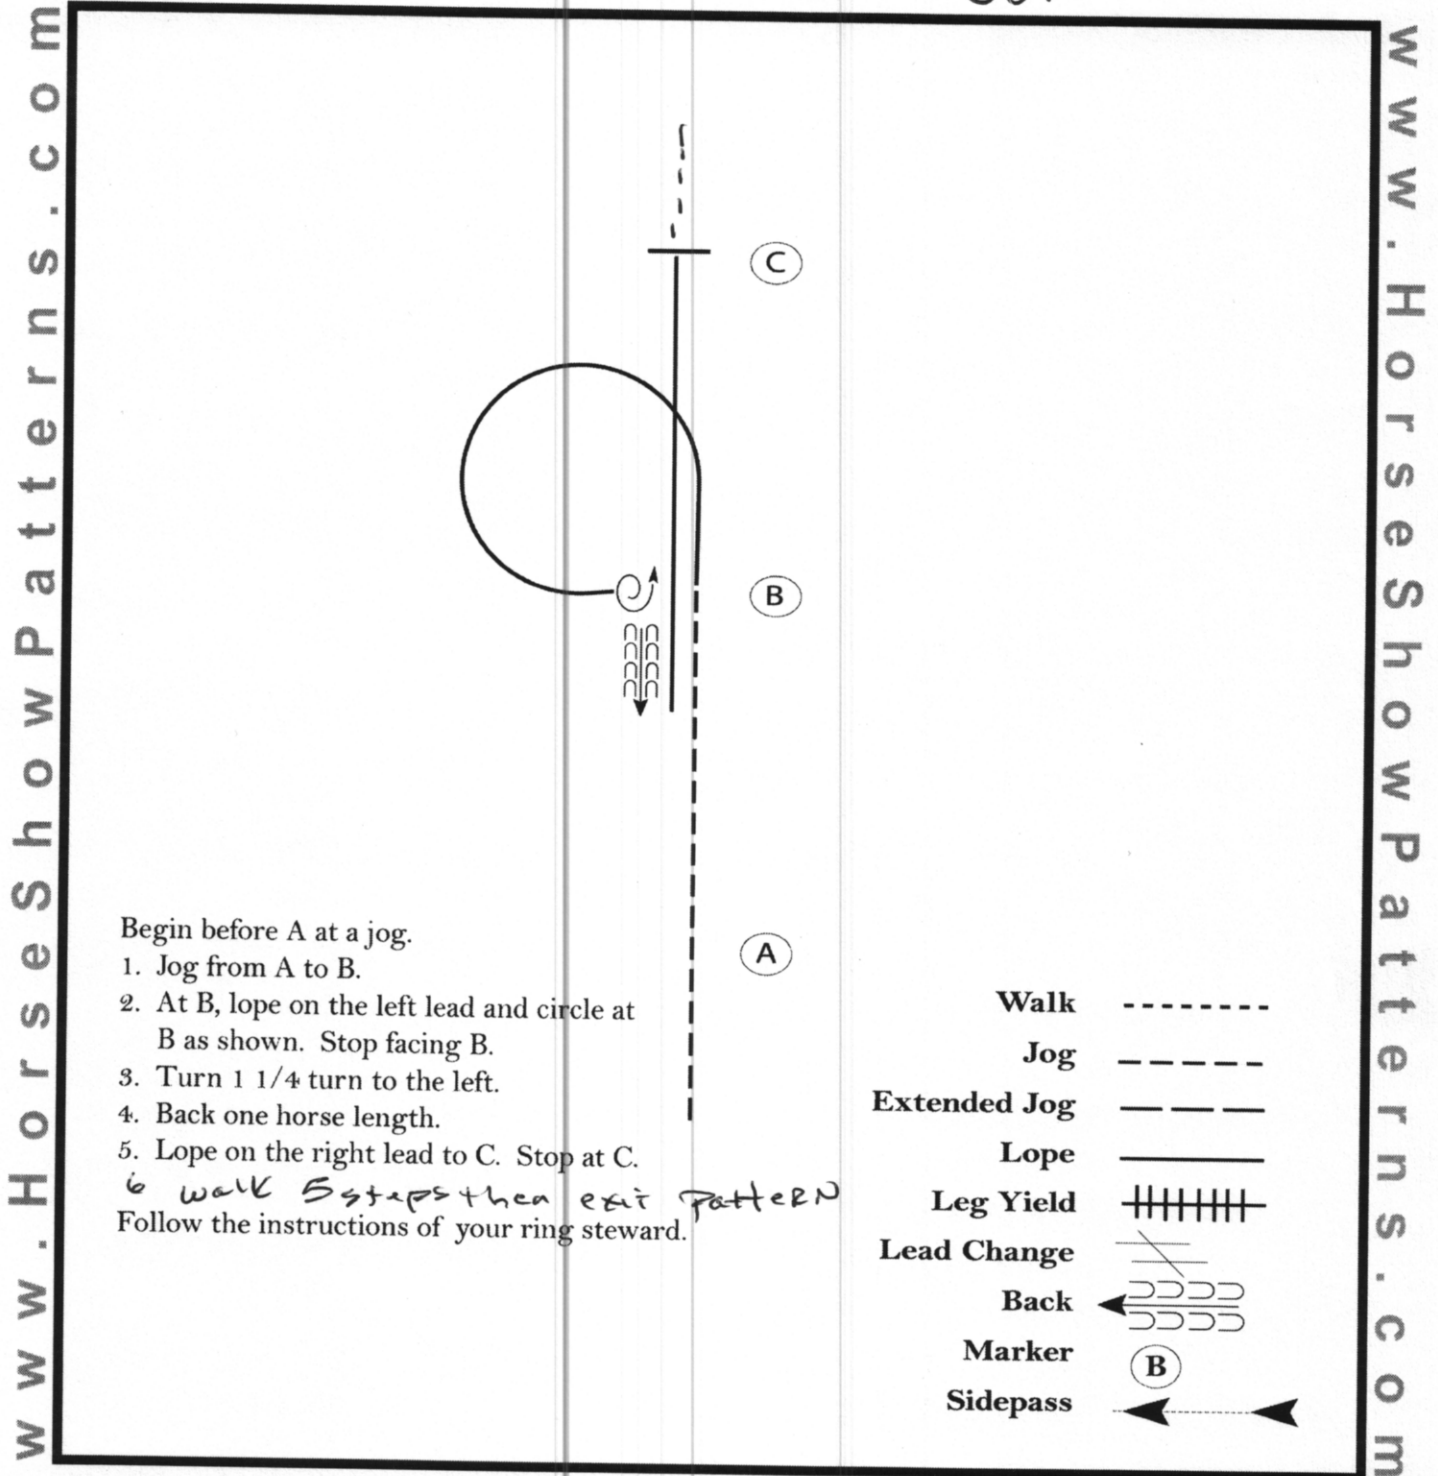 www.HorseShowPatterns.com
www.HorseShowPatterns.com
C
B
A
Begin before A at a jog.
1. Jog from A to B.
2. At B, lope on the left lead and circle at
B as shown. Stop facing B.
3. Turn 1 1/4 turn to the left.
4. Back one horse length.
5. Lope on the right lead to C. Stop at C.
6 walk 5 steps then exit PatteRN
Follow the instructions of your ring steward.
Walk
Jog
Extended Jog
Lope
Leg Yield
Lead Change
Back
Marker B
Sidepass